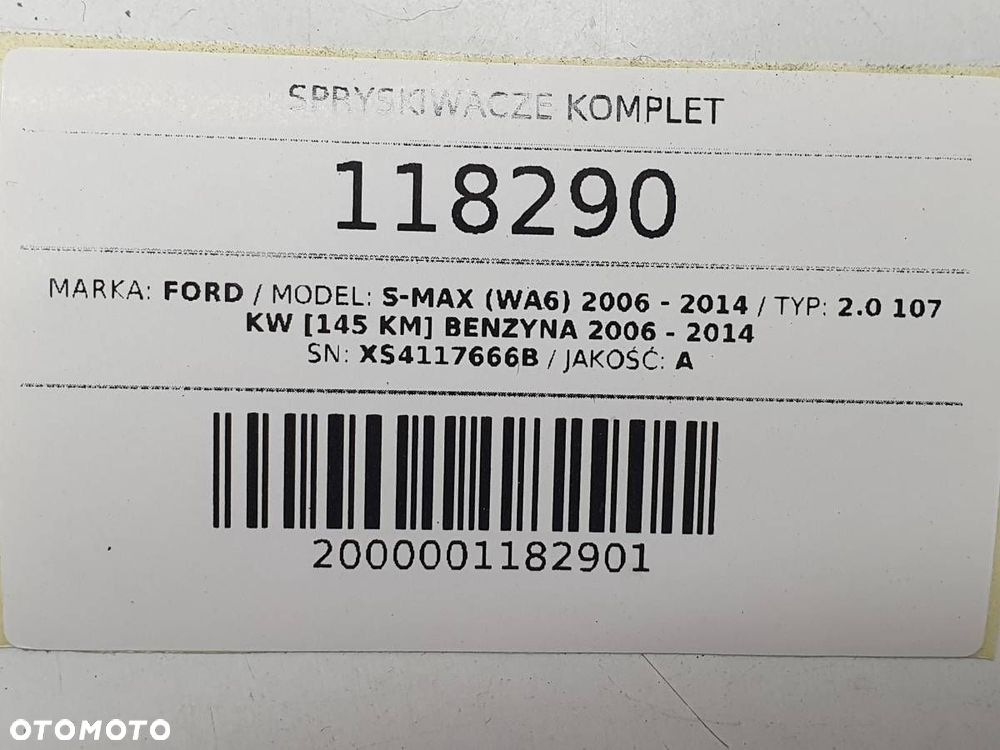 SPRYSKIWACZE KOMPLET
118290
MARKA: FORD / MODEL: S-MAX (WA6) 2006 - 2014 / TYP: 2.0 107
KW [145 KM] BENZYNA 2006 - 2014
SN: XS4117666B / JAKOŚĆ: A
2000001182901
OTOMOTO